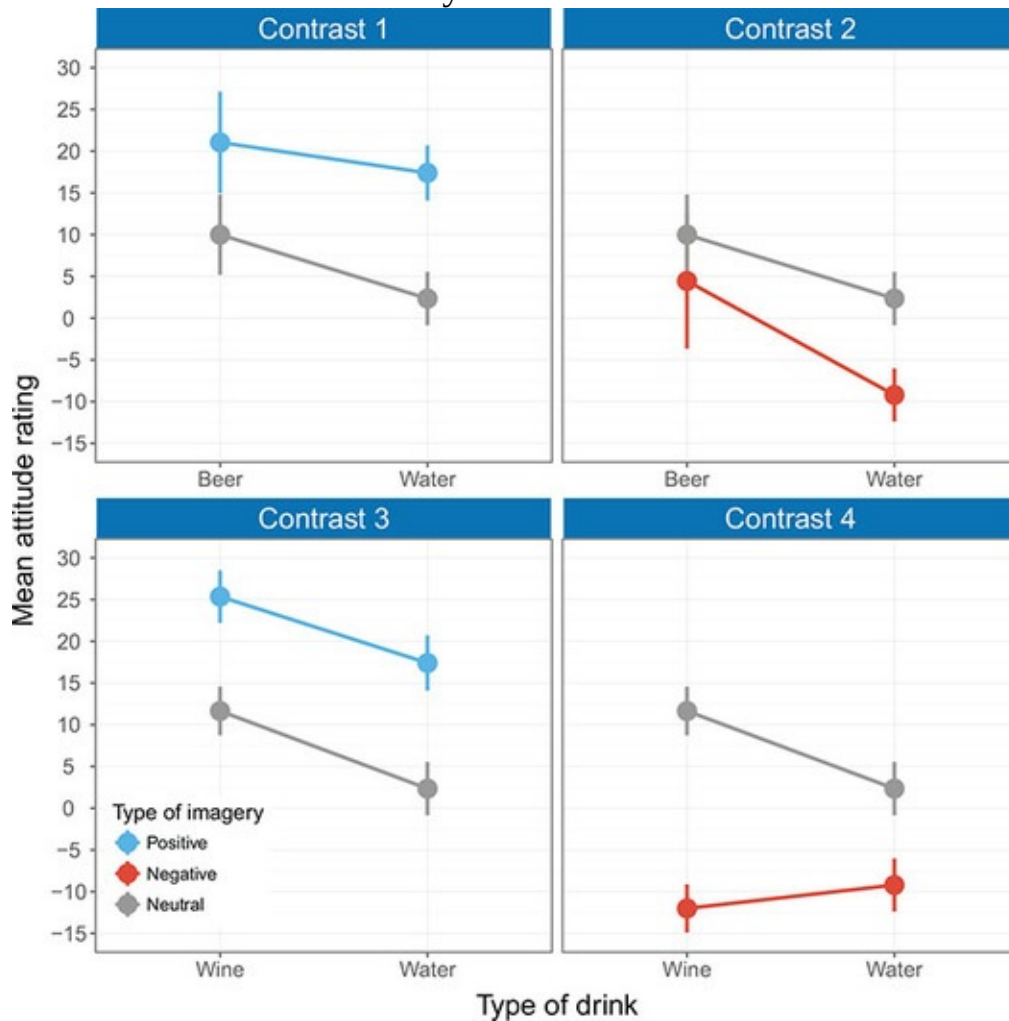 Contrast 1
Contrast 2
30
25
20
15
10
5
0
−5
−10
−15
Beer
Water
Beer
Water
Contrast 3
Contrast 4
30
25
20
15
10
5
0
−5
−10
−15
Type of imagery
Positive
Negative
Neutral
Wine
Water
Wine
Water
Mean attitude rating
Type of drink